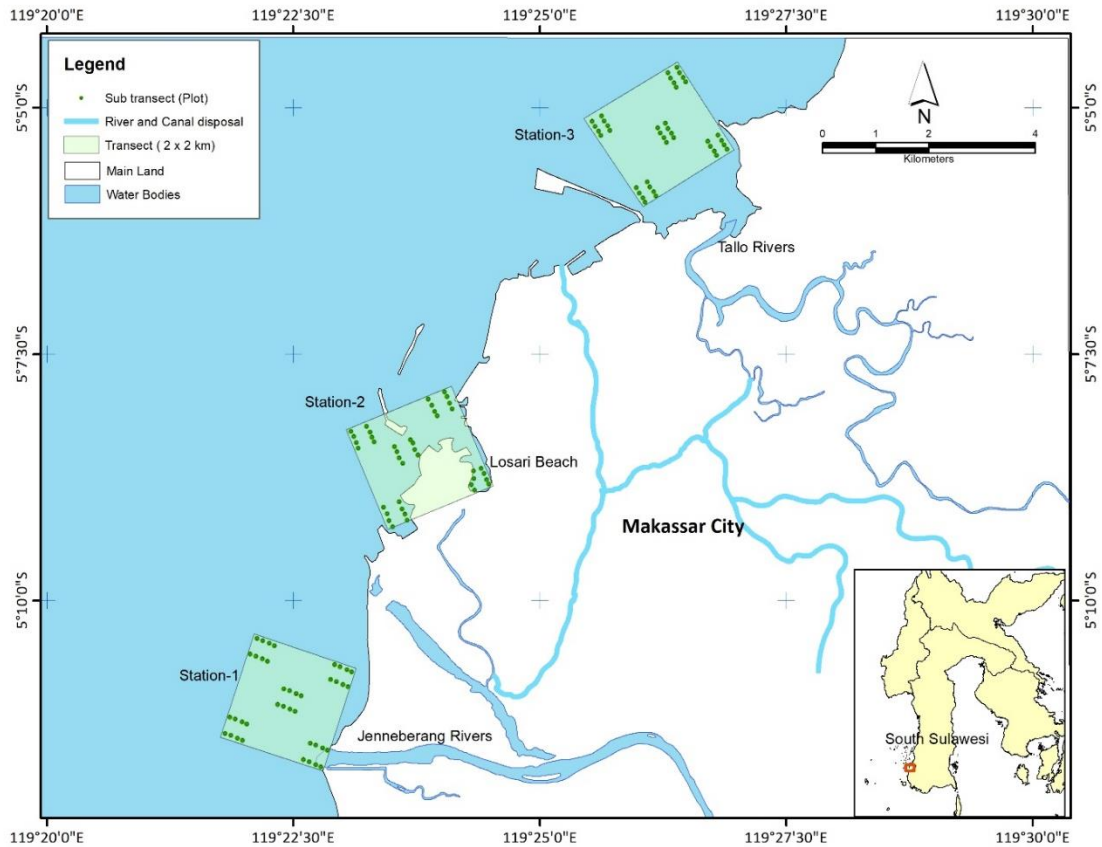 119°20'0"E 119°22'30"E 119°25'0"E 119°27'30"E 119°30'0"E
Legend
Sub transect (Plot)
River and Canal disposal
Transect ( 2 x 2 km)
Main Land
Water Bodies
N
0 1 2 4
Kilometers
5°5'0"S
5°5'0"S
Station-3
Tallo Rivers
5°7'30"S
5°7'30"S
Station-2
Losari Beach
Makassar City
5°10'0"S
5°10'0"S
Station-1
Jenneberang Rivers
South Sulawesi
119°20'0"E 119°22'30"E 119°25'0"E 119°27'30"E 119°30'0"E